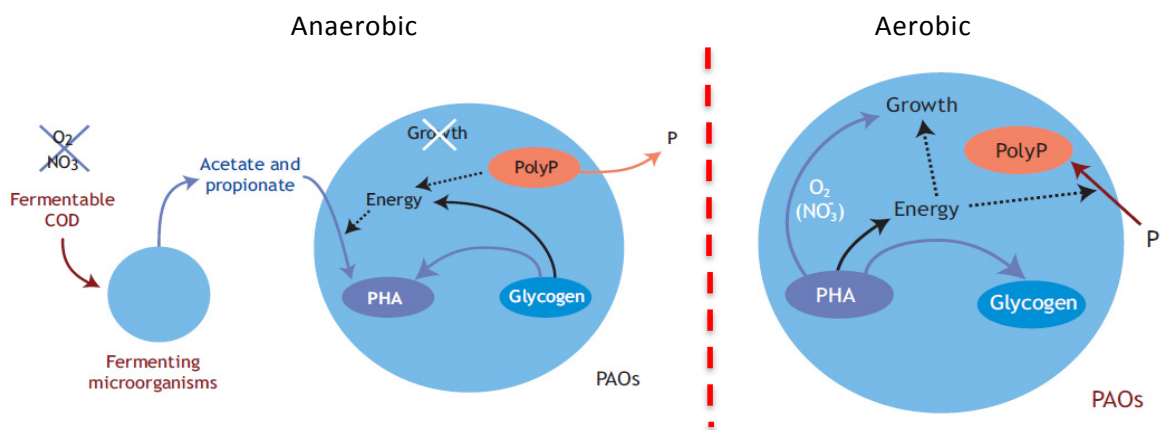 Anaerobic
O2
NO3
Fermentable
COD
Acetate and
propionate
Fermenting
microorganisms
Growth
PolyP
Energy
PHA
Glycogen
P
PAOs
Aerobic
Growth
PolyP
O2
(NO3-)
Energy
P
PHA
Glycogen
PAOs